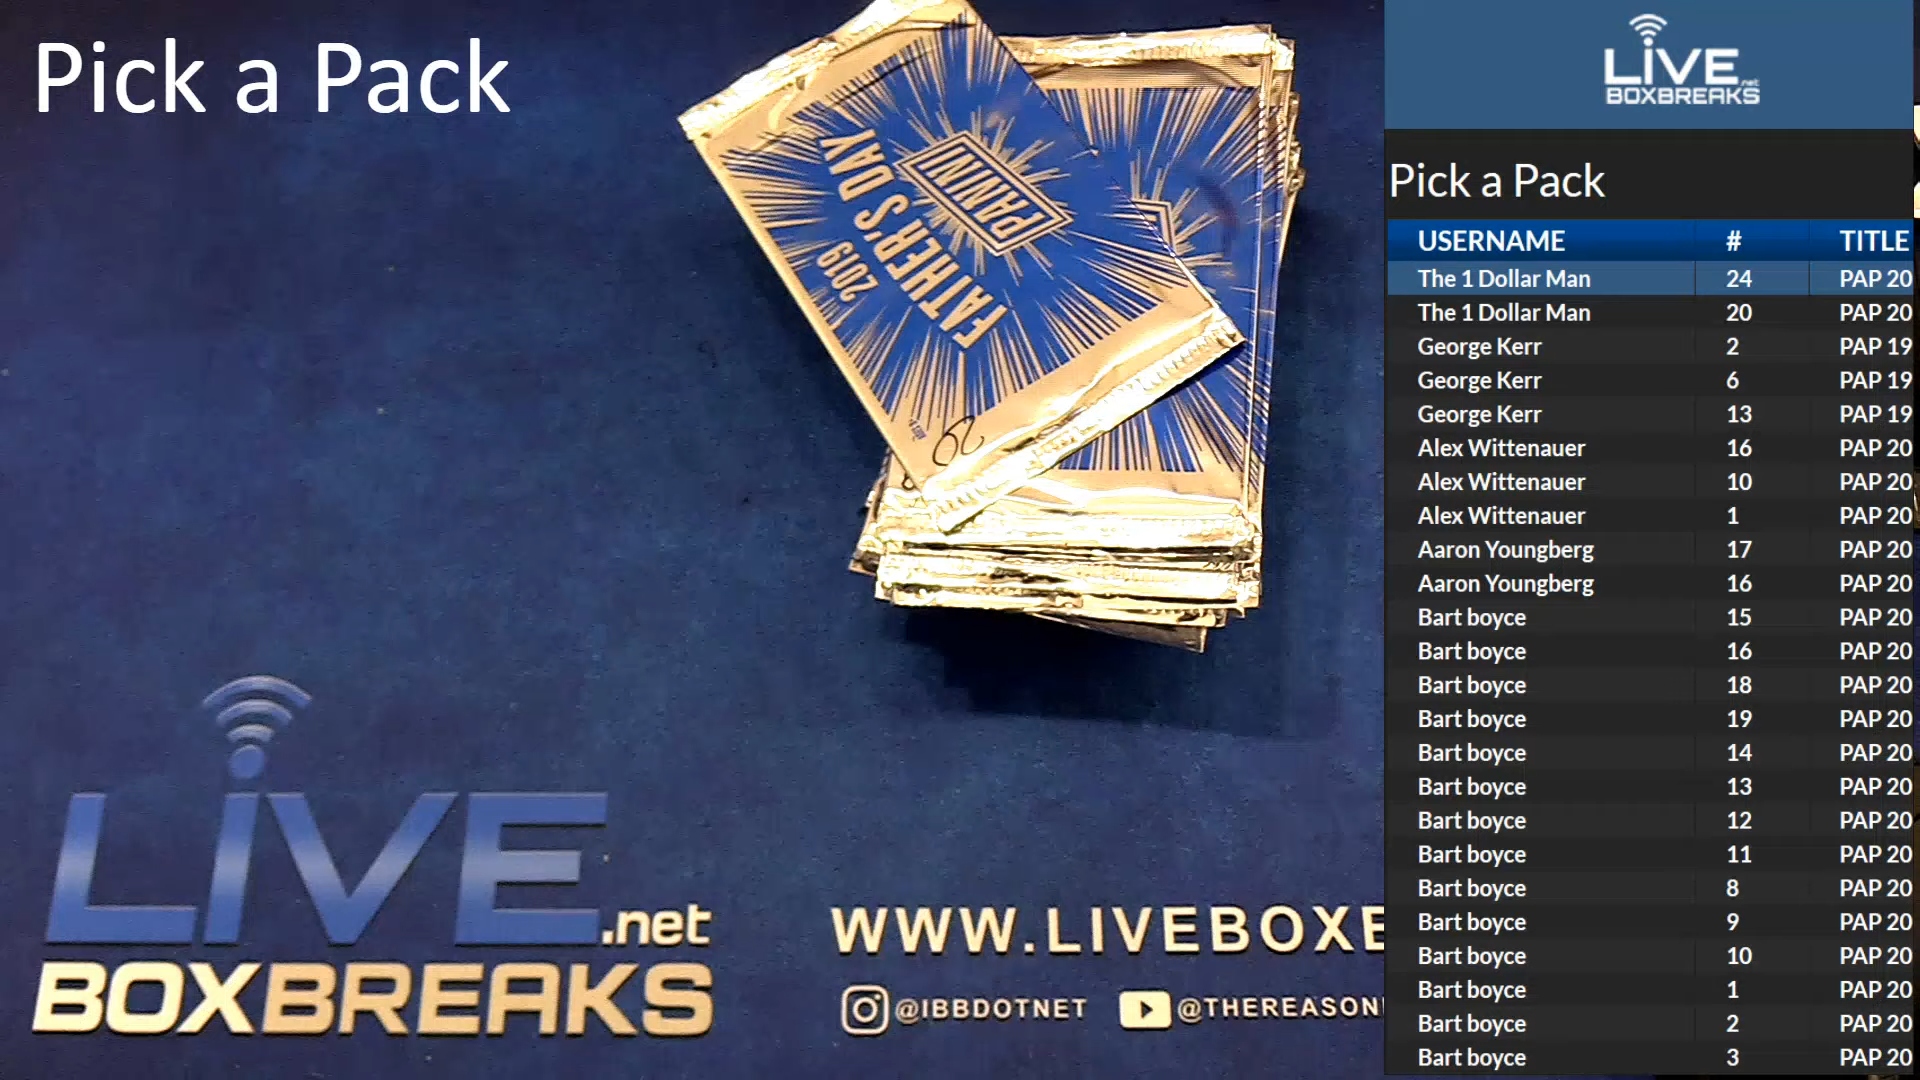 Pick a Pack
2019
FATHER'S DAY
PANINI
20
LIVE.net
BOXBREAKS
WWW.LIVEBOXB
@IBBDOTNET
@THEREASON
LIVE.net
BOXBREAKS
Pick a Pack
USERNAME # TITLE
The 1 Dollar Man 24 PAP 20
The 1 Dollar Man 20 PAP 20
George Kerr 2 PAP 19
George Kerr 6 PAP 19
George Kerr 13 PAP 19
Alex Wittenauer 16 PAP 20
Alex Wittenauer 10 PAP 20
Alex Wittenauer 1 PAP 20
Aaron Youngberg 17 PAP 20
Aaron Youngberg 16 PAP 20
Bart boyce 15 PAP 20
Bart boyce 16 PAP 20
Bart boyce 18 PAP 20
Bart boyce 19 PAP 20
Bart boyce 14 PAP 20
Bart boyce 13 PAP 20
Bart boyce 12 PAP 20
Bart boyce 11 PAP 20
Bart boyce 8 PAP 20
Bart boyce 9 PAP 20
Bart boyce 10 PAP 20
Bart boyce 1 PAP 20
Bart boyce 2 PAP 20
Bart boyce 3 PAP 20